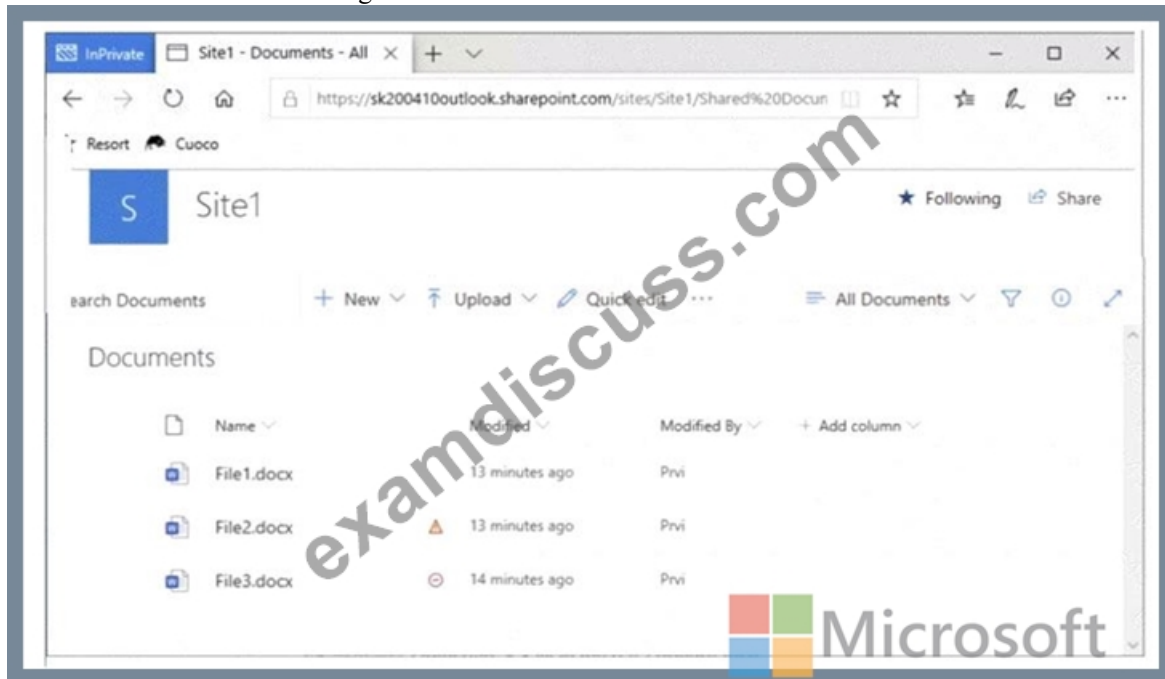 InPrivate Site1 - Documents - All
https://sk200410outlook.sharepoint.com/sites/Site1/Shared%20Docun
Resort Cuoco
S Site1 Following Share
earch Documents + New Upload Quick edit ... All Documents
Documents
Name Modified Modified By + Add column
File1.docx 13 minutes ago Prvi
File2.docx 13 minutes ago Prvi
File3.docx 14 minutes ago Prvi
examdiscuss.com
Microsoft